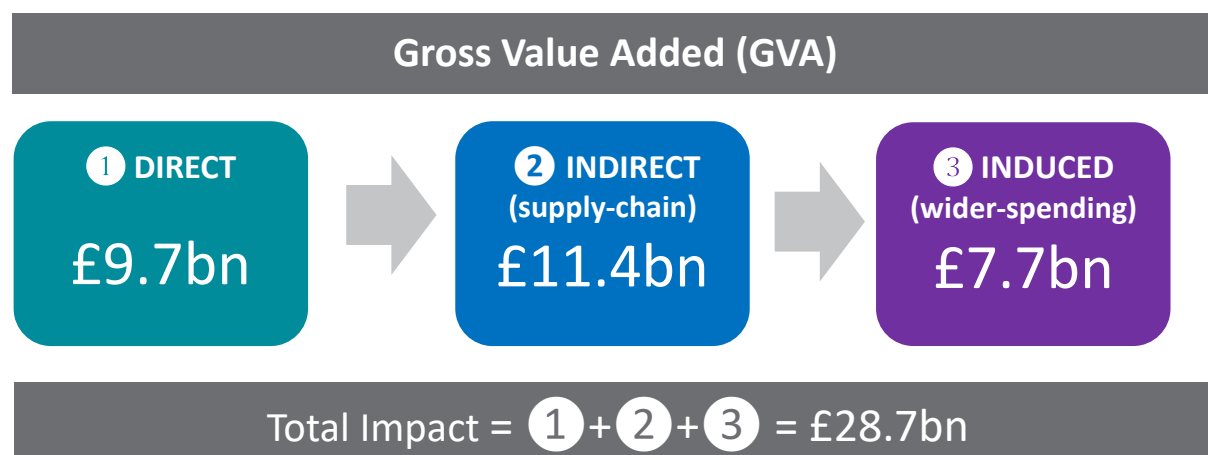 Gross Value Added (GVA)
1 DIRECT
£9.7bn
2 INDIRECT
(supply-chain)
£11.4bn
3 INDUCED
(wider-spending)
£7.7bn
Total Impact = 1+2+3 = £28.7bn